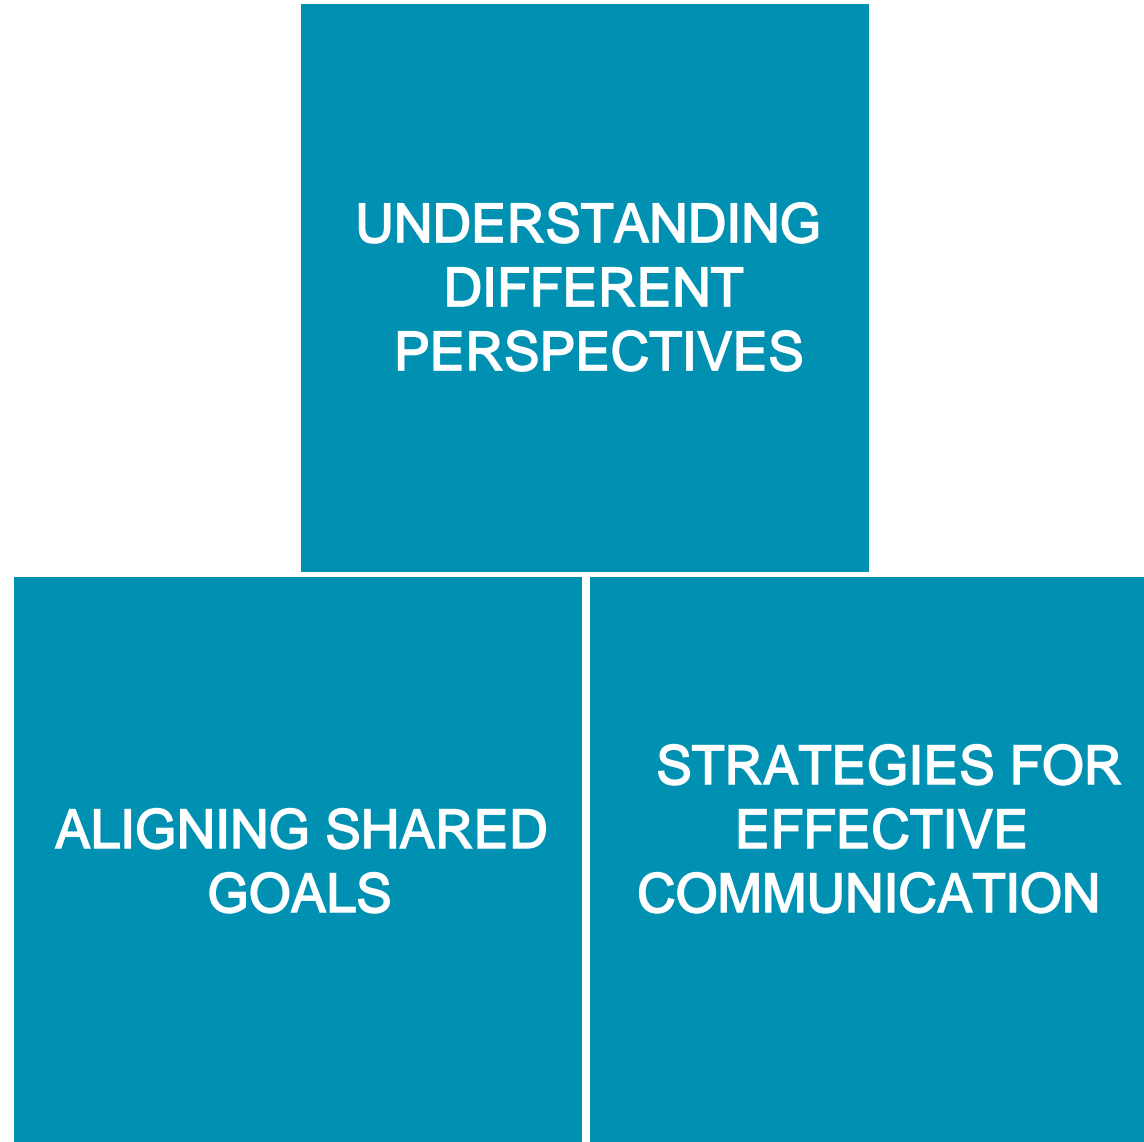 UNDERSTANDING
DIFFERENT
PERSPECTIVES
ALIGNING SHARED
GOALS
STRATEGIES FOR
EFFECTIVE
COMMUNICATION